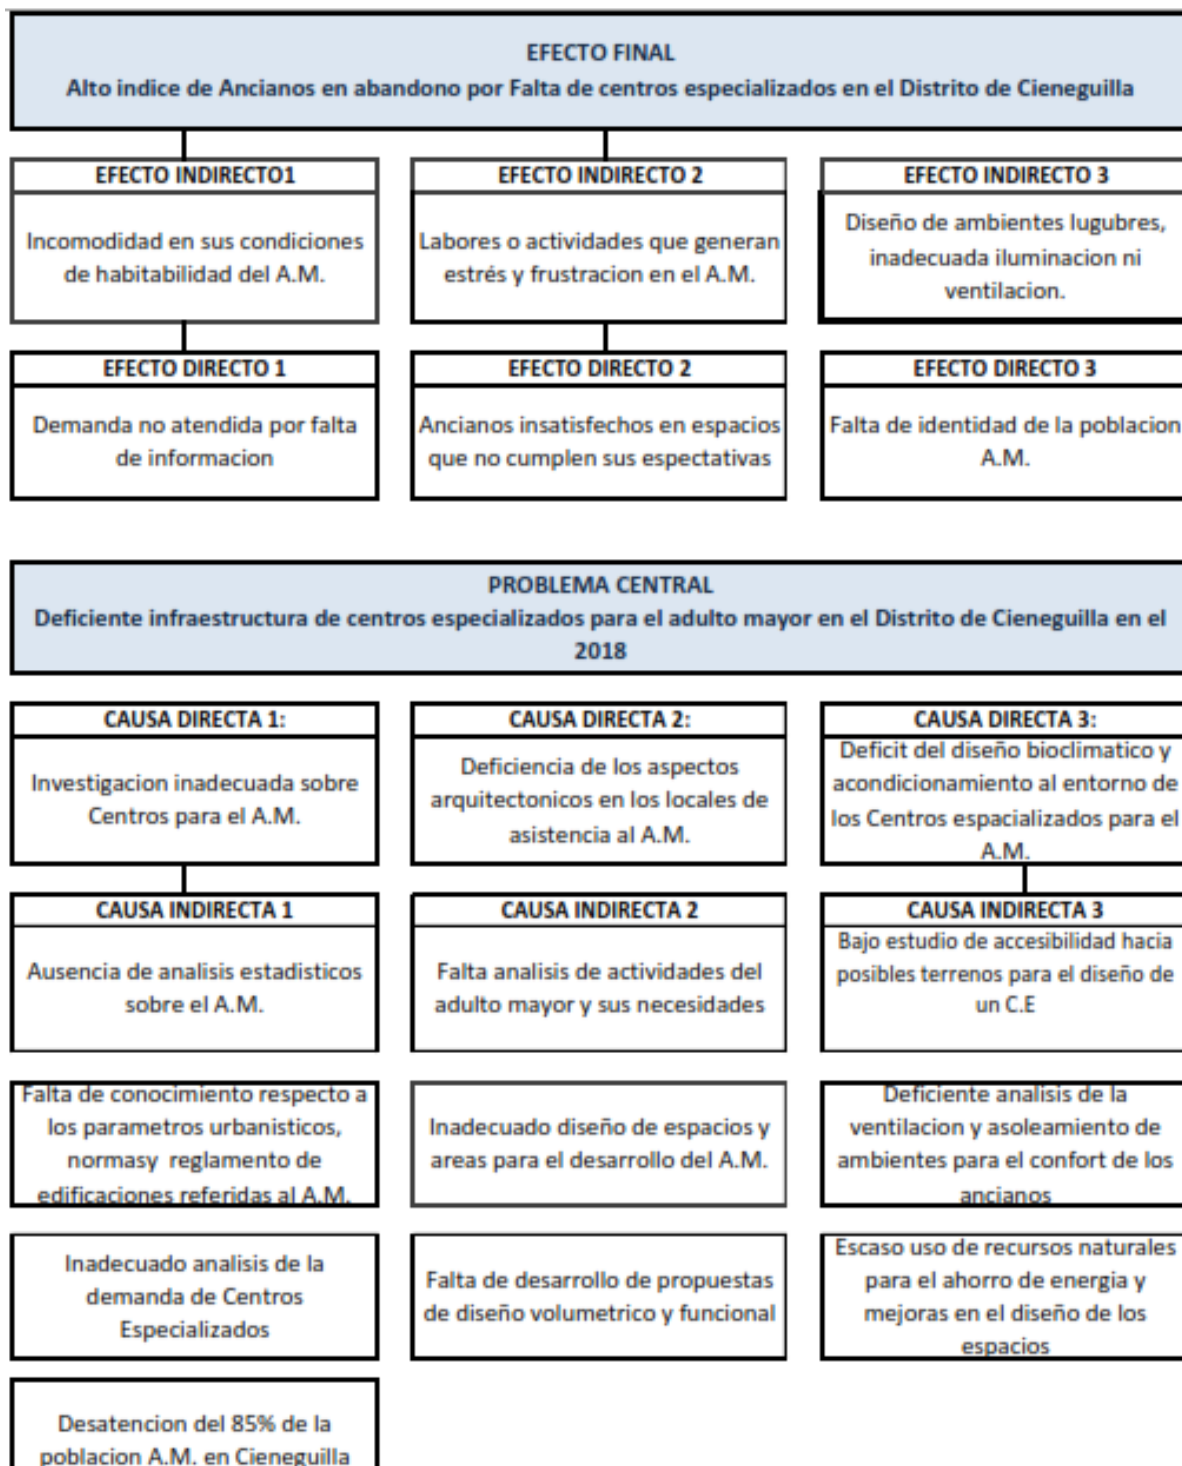 EFECTO FINAL
Alto indice de Ancianos en abandono por Falta de centros especializados en el Distrito de Cieneguilla
EFECTO INDIRECTO1
Incomodidad en sus condiciones
de habitabilidad del A.M.
EFECTO INDIRECTO 2
Labores o actividades que generan
estrés y frustracion en el A.M.
EFECTO INDIRECTO 3
Diseño de ambientes lugubres,
inadecuada iluminacion ni
ventilacion.
EFECTO DIRECTO 1
Demanda no atendida por falta
de informacion
EFECTO DIRECTO 2
Ancianos insatisfechos en espacios
que no cumplen sus espectativas
EFECTO DIRECTO 3
Falta de identidad de la poblacion
A.M.
PROBLEMA CENTRAL
Deficiente infraestructura de centros especializados para el adulto mayor en el Distrito de Cieneguilla en el
2018
CAUSA DIRECTA 1:
Investigacion inadecuada sobre
Centros para el A.M.
CAUSA DIRECTA 2:
Deficiencia de los aspectos
arquitectonicos en los locales de
asistencia al A.M.
CAUSA DIRECTA 3:
Deficit del diseño bioclimatico y
acondicionamiento al entorno de
los Centros espacializados para el
A.M.
CAUSA INDIRECTA 1
Ausencia de analisis estadisticos
sobre el A.M.
CAUSA INDIRECTA 2
Falta analisis de actividades del
adulto mayor y sus necesidades
CAUSA INDIRECTA 3
Bajo estudio de accesibilidad hacia
posibles terrenos para el diseño de
un C.E
Falta de conocimiento respecto a
los parametros urbanisticos,
normasy reglamento de
edificaciones referidas al A.M.
Inadecuado diseño de espacios y
areas para el desarrollo del A.M.
Deficiente analisis de la
ventilacion y asoleamiento de
ambientes para el confort de los
ancianos
Inadecuado analisis de la
demanda de Centros
Especializados
Falta de desarrollo de propuestas
de diseño volumetrico y funcional
Escaso uso de recursos naturales
para el ahorro de energia y
mejoras en el diseño de los
espacios
Desatencion del 85% de la
poblacion A.M. en Cieneguilla